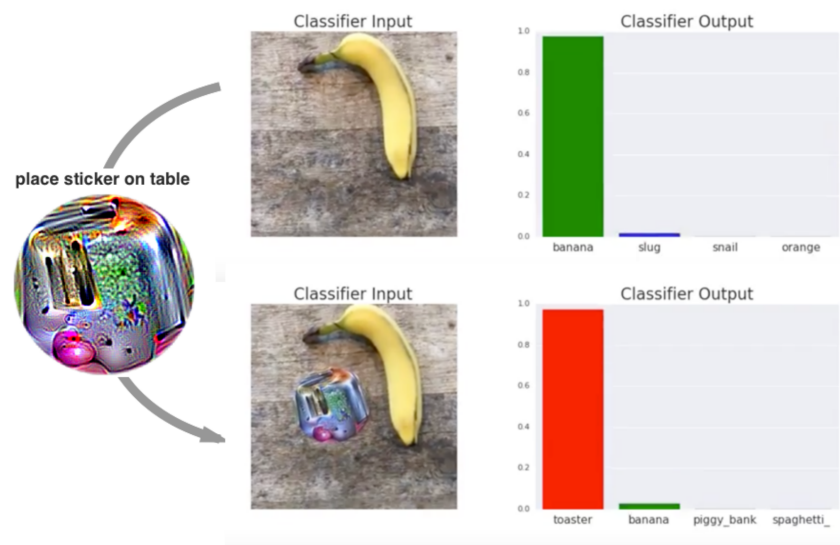 Classifier Input
Classifier Output
1.0
0.8
0.6
0.4
0.2
0.0
banana slug snail orange
place sticker on table
Classifier Input
Classifier Output
1.0
0.8
0.6
0.4
0.2
0.0
toaster banana piggy_bank spaghetti_